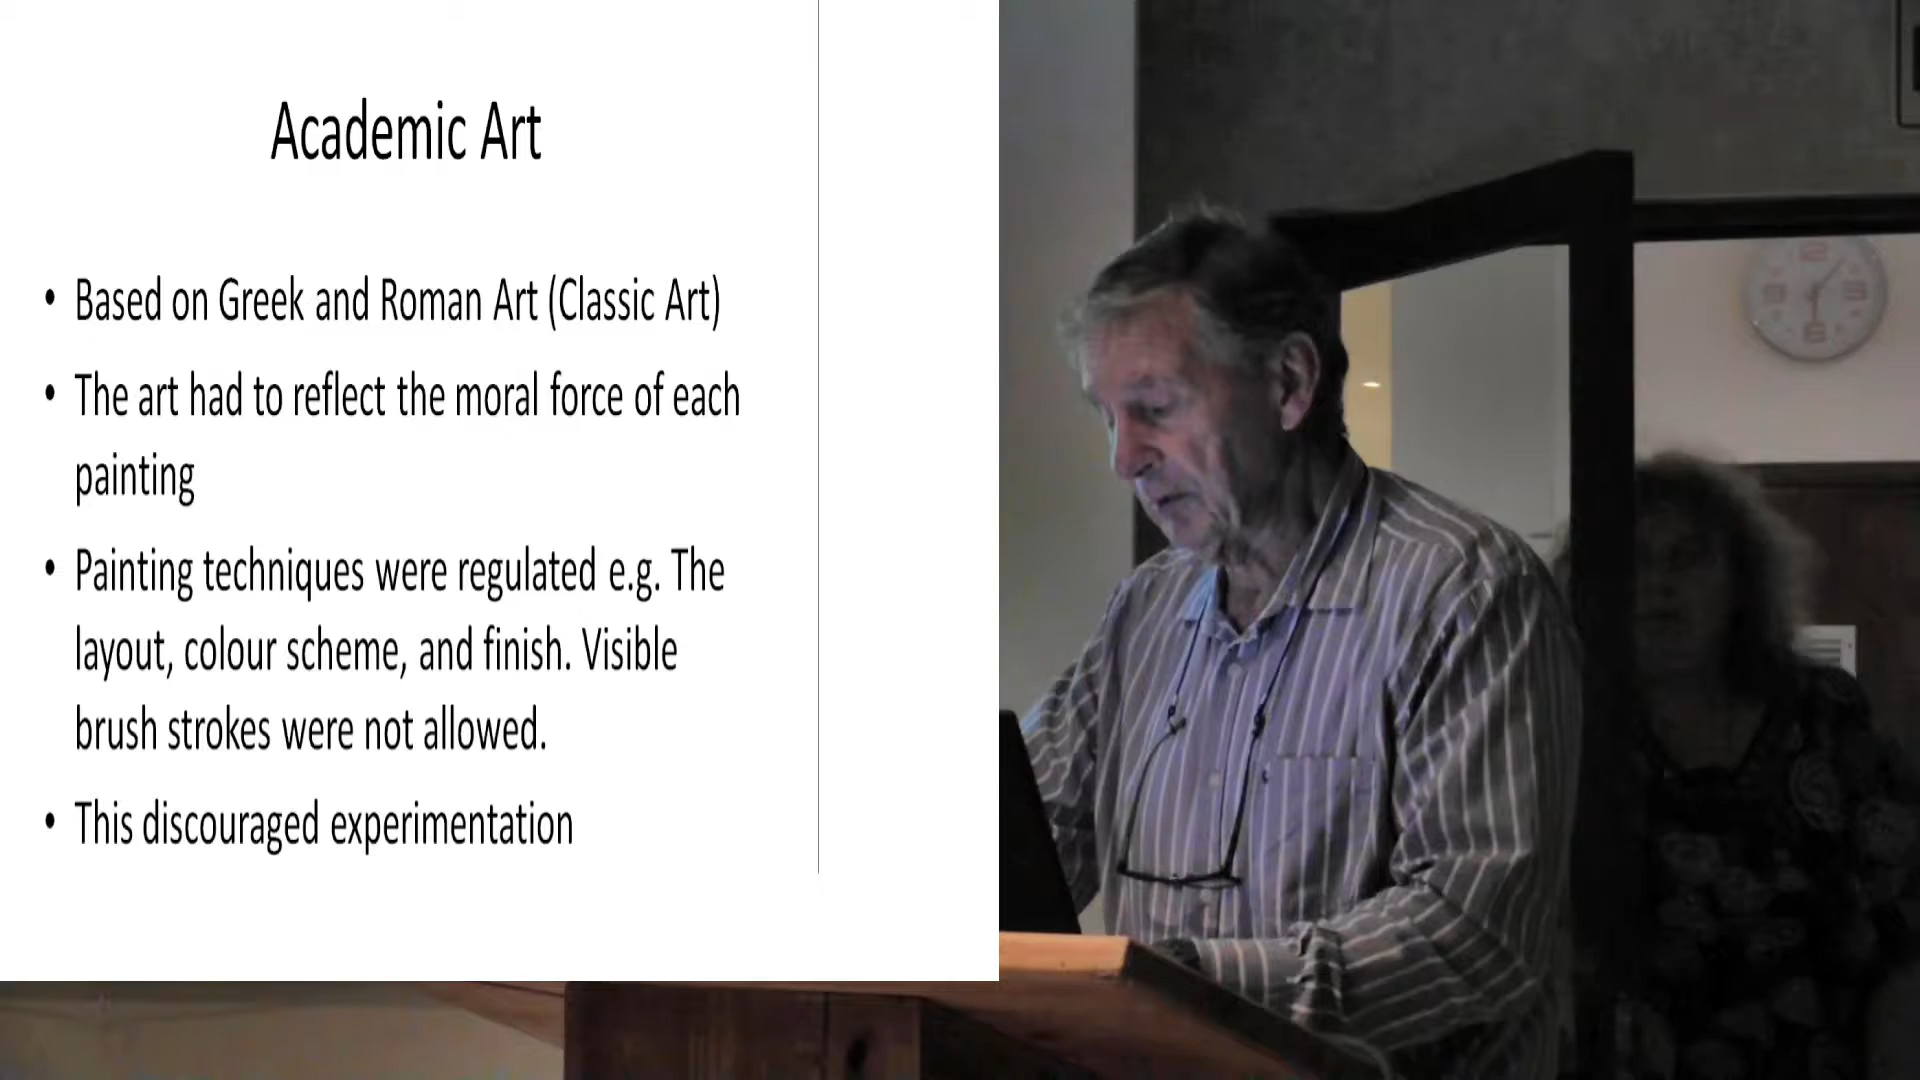 Academic Art
• Based on Greek and Roman Art (Classic Art)
• The art had to reflect the moral force of each
painting
• Painting techniques were regulated e.g. The
layout, colour scheme, and finish. Visible
brush strokes were not allowed.
• This discouraged experimentation